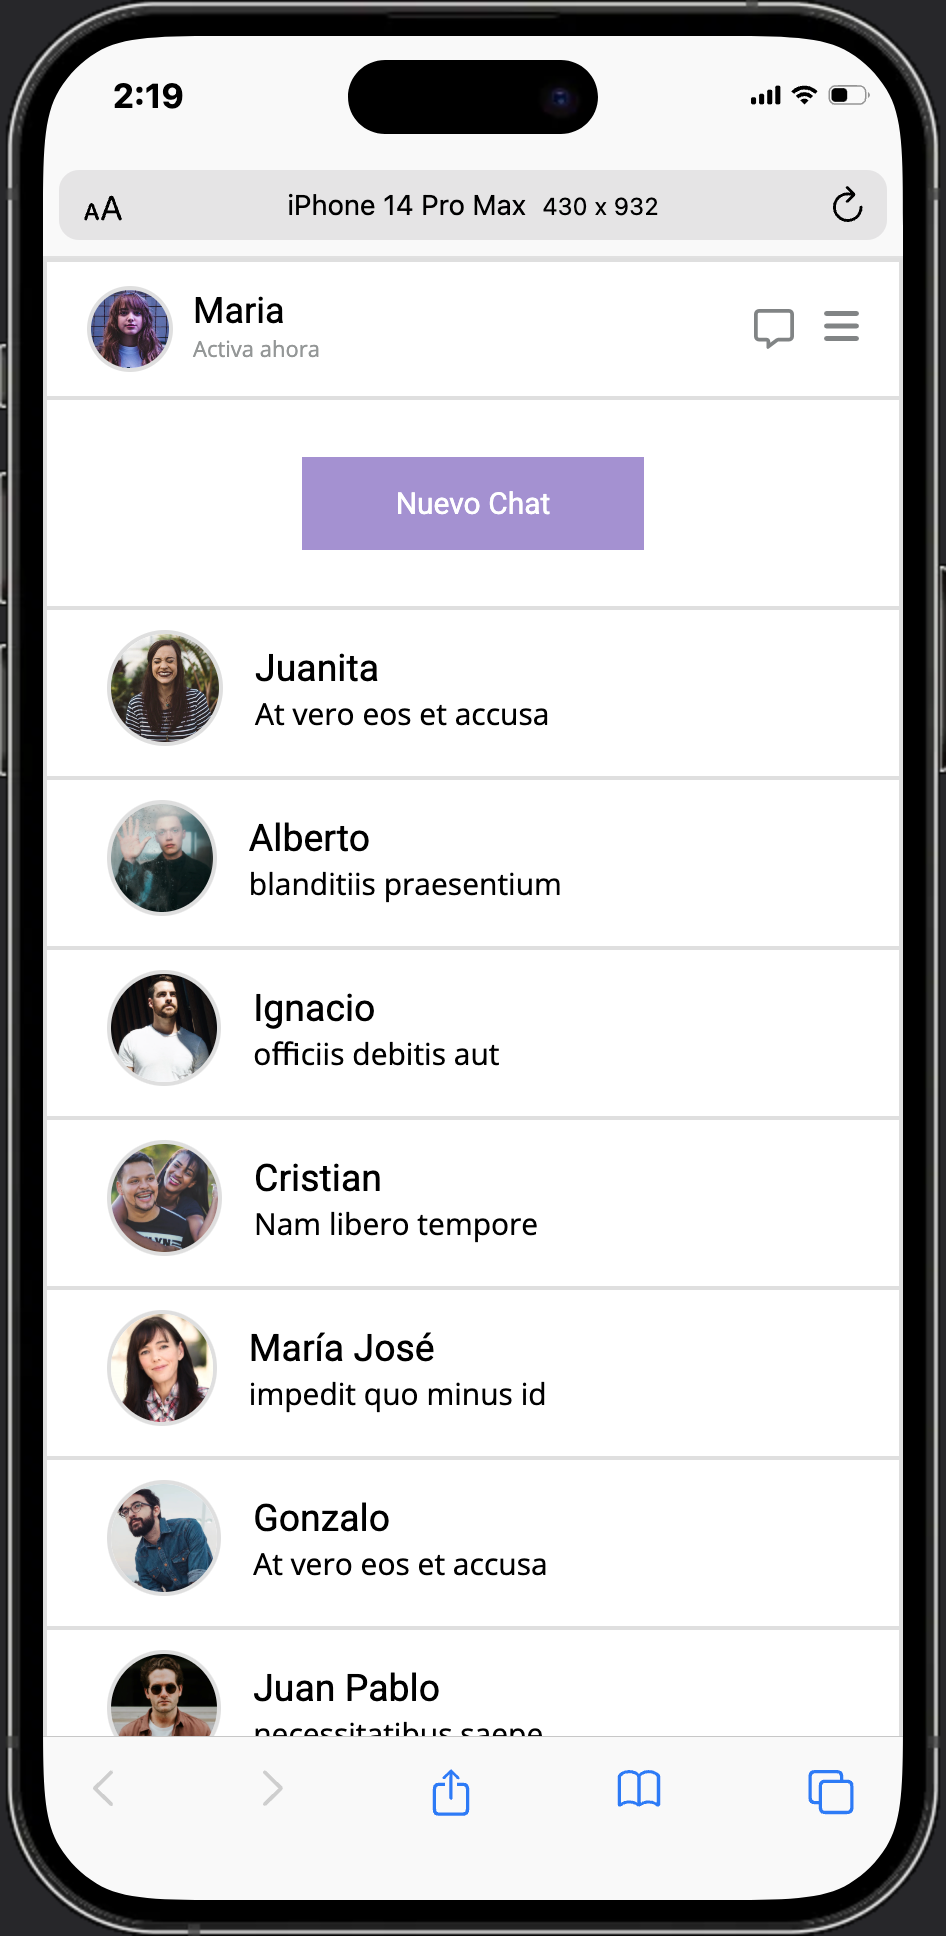 2:19
AA iPhone 14 Pro Max 430 x 932
Maria
Activa ahora
Nuevo Chat
Juanita
At vero eos et accusa
Alberto
blanditiis praesentium
Ignacio
officiis debitis aut
Cristian
Nam libero tempore
María José
impedit quo minus id
Gonzalo
At vero eos et accusa
Juan Pablo
necessitatibus saepe